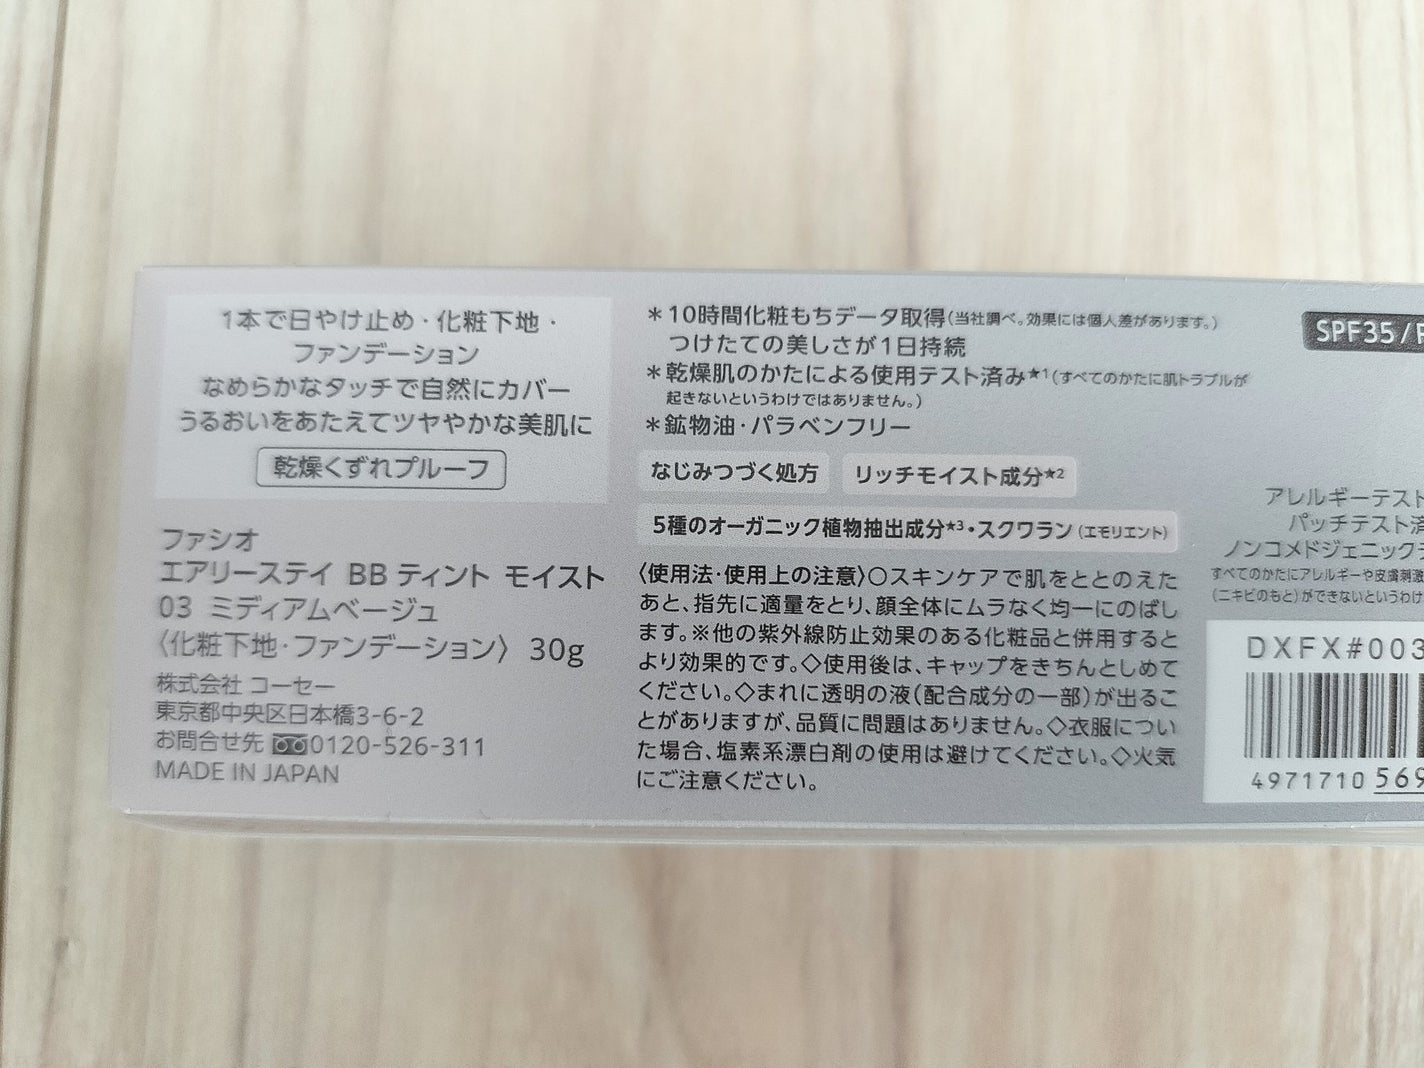 1本で日やけ止め・化粧下地・
ファンデーション
なめらかなタッチで自然にカバー
うるおいをあたえてツヤやかな美肌に
乾燥くずれプルーフ
ファシオ
エアリーステイ BB ティント モイスト
03 ミディアムベージュ
〈化粧下地・ファンデーション〉 30g
株式会社 コーセー
東京都中央区日本橋3-6-2
お問合せ先 0120-526-311
MADE IN JAPAN
＊10時間化粧もちデータ取得(当社調べ。効果には個人差があります。)
つけたての美しさが1日持続
＊乾燥肌のかたによる使用テスト済み★1(すべてのかたに肌トラブルが
起きないというわけではありません。)
＊鉱物油・パラベンフリー
なじみつづく処方 リッチモイスト成分★2
5種のオーガニック植物抽出成分★3・スクワラン(エモリエント)
〈使用法・使用上の注意〉○スキンケアで肌をととのえた
あと、指先に適量をとり、顔全体にムラなく均一にのばし
ます。※他の紫外線防止効果のある化粧品と併用すると
より効果的です。◇使用後は、キャップをきちんとしめて
ください。◇まれに透明の液(配合成分の一部)が出るこ
とがありますが、品質に問題はありません。◇衣服につい
た場合、塩素系漂白剤の使用は避けてください。◇火気
にご注意ください。
SPF35/
アレルギーテスト
パッチテスト済
ノンコメドジェニック
すべてのかたにアレルギーや皮膚刺激
(ニキビのもと)ができないというわけ
DXFX#003
4971710 569